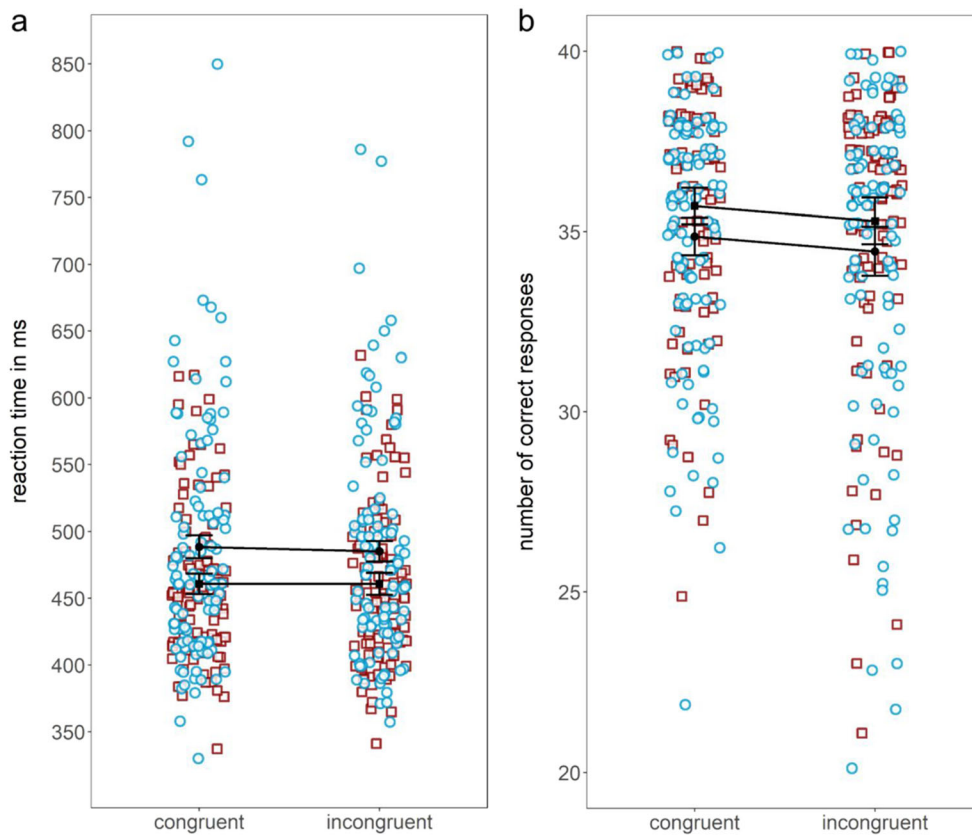 a
reaction time in ms
850
800
750
700
650
600
550
500
450
400
350
congruent
incongruent
b
number of correct responses
40
35
30
25
20
congruent
incongruent